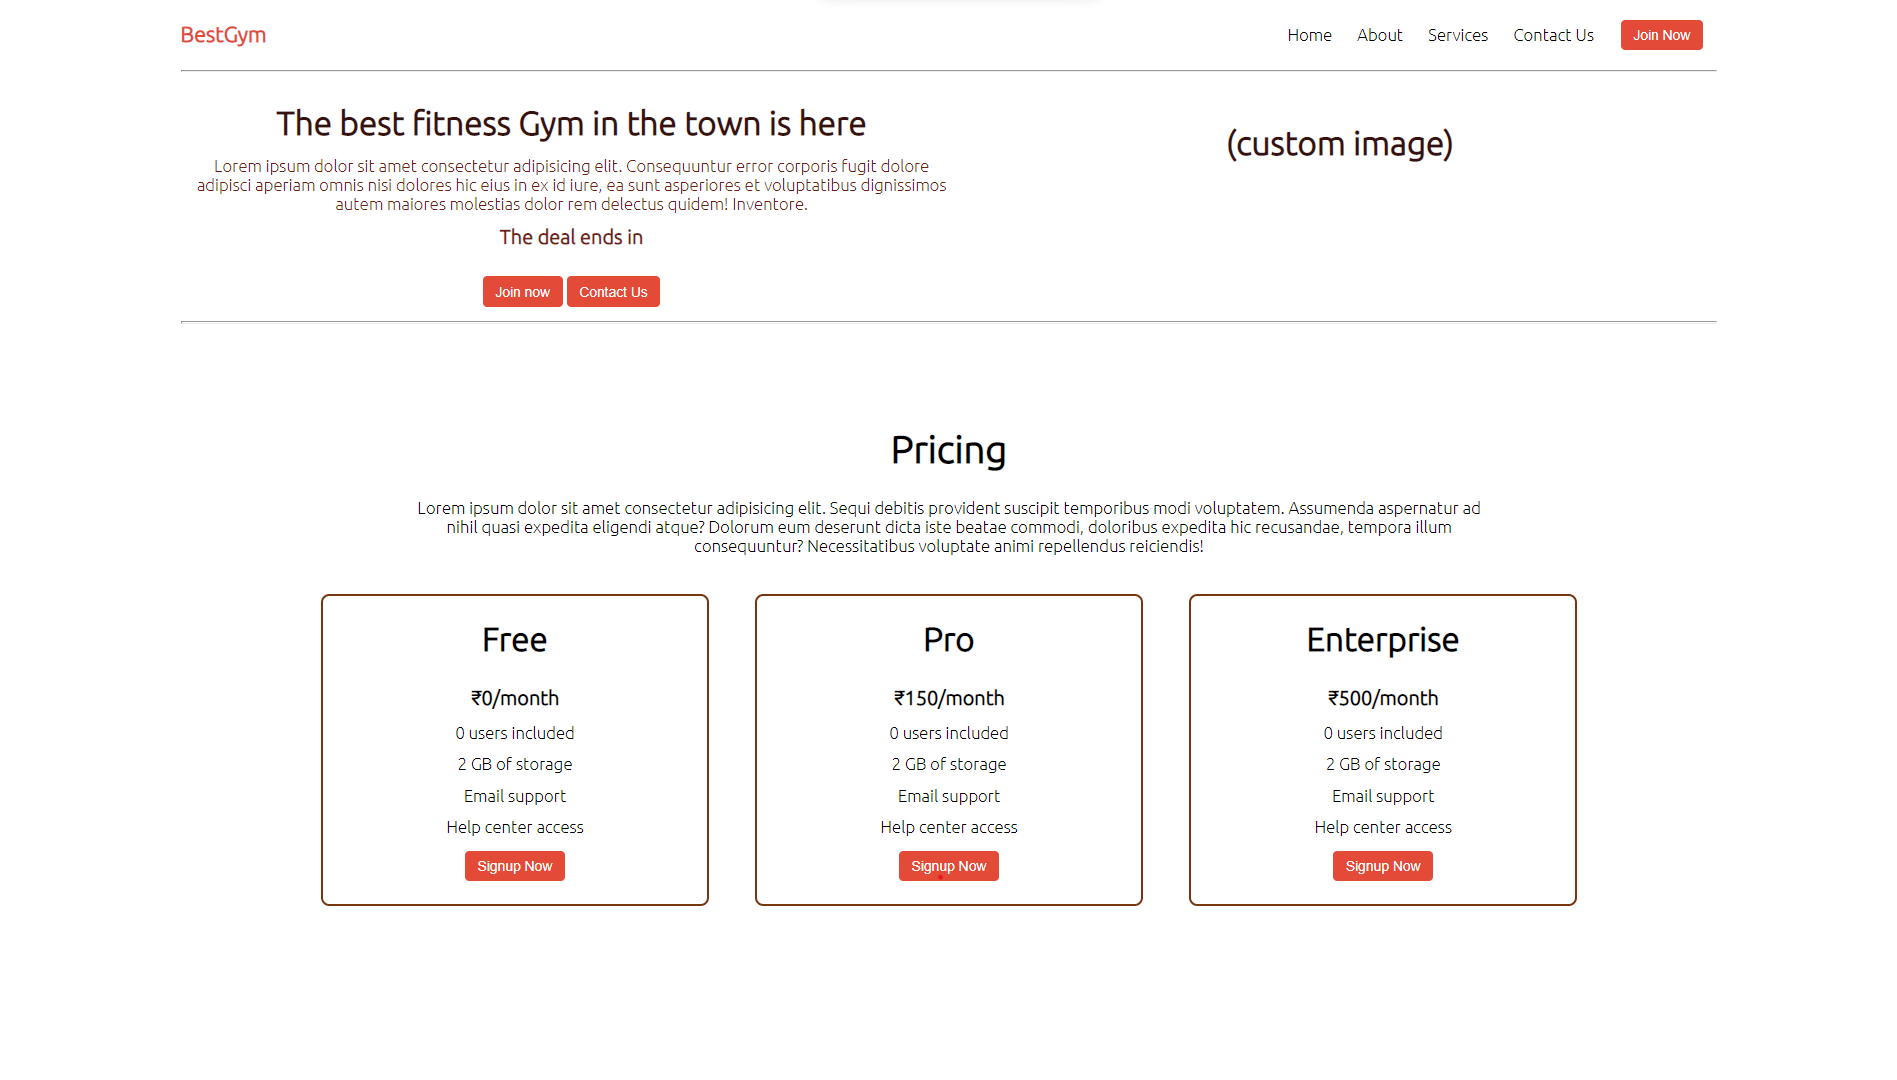 BestGym
Home About Services Contact Us Join Now
The best fitness Gym in the town is here
Lorem ipsum dolor sit amet consectetur adipisicing elit. Consequuntur error corporis fugit dolore
adipisci aperiam omnis nisi dolores hic eius in ex id iure, ea sunt asperiores et voluptatibus dignissimos
autem maiores molestias dolor rem delectus quidem! Inventore.
The deal ends in
Join now Contact Us
(custom image)
Pricing
Lorem ipsum dolor sit amet consectetur adipisicing elit. Sequi debitis provident suscipit temporibus modi voluptatem. Assumenda aspernatur ad
nihil quasi expedita eligendi atque? Dolorum eum deserunt dicta iste beatae commodi, doloribus expedita hic recusandae, tempora illum
consequuntur? Necessitatibus voluptate animi repellendus reiciendis!
Free
₹0/month
0 users included
2 GB of storage
Email support
Help center access
Signup Now
Pro
₹150/month
0 users included
2 GB of storage
Email support
Help center access
Signup Now
Enterprise
₹500/month
0 users included
2 GB of storage
Email support
Help center access
Signup Now